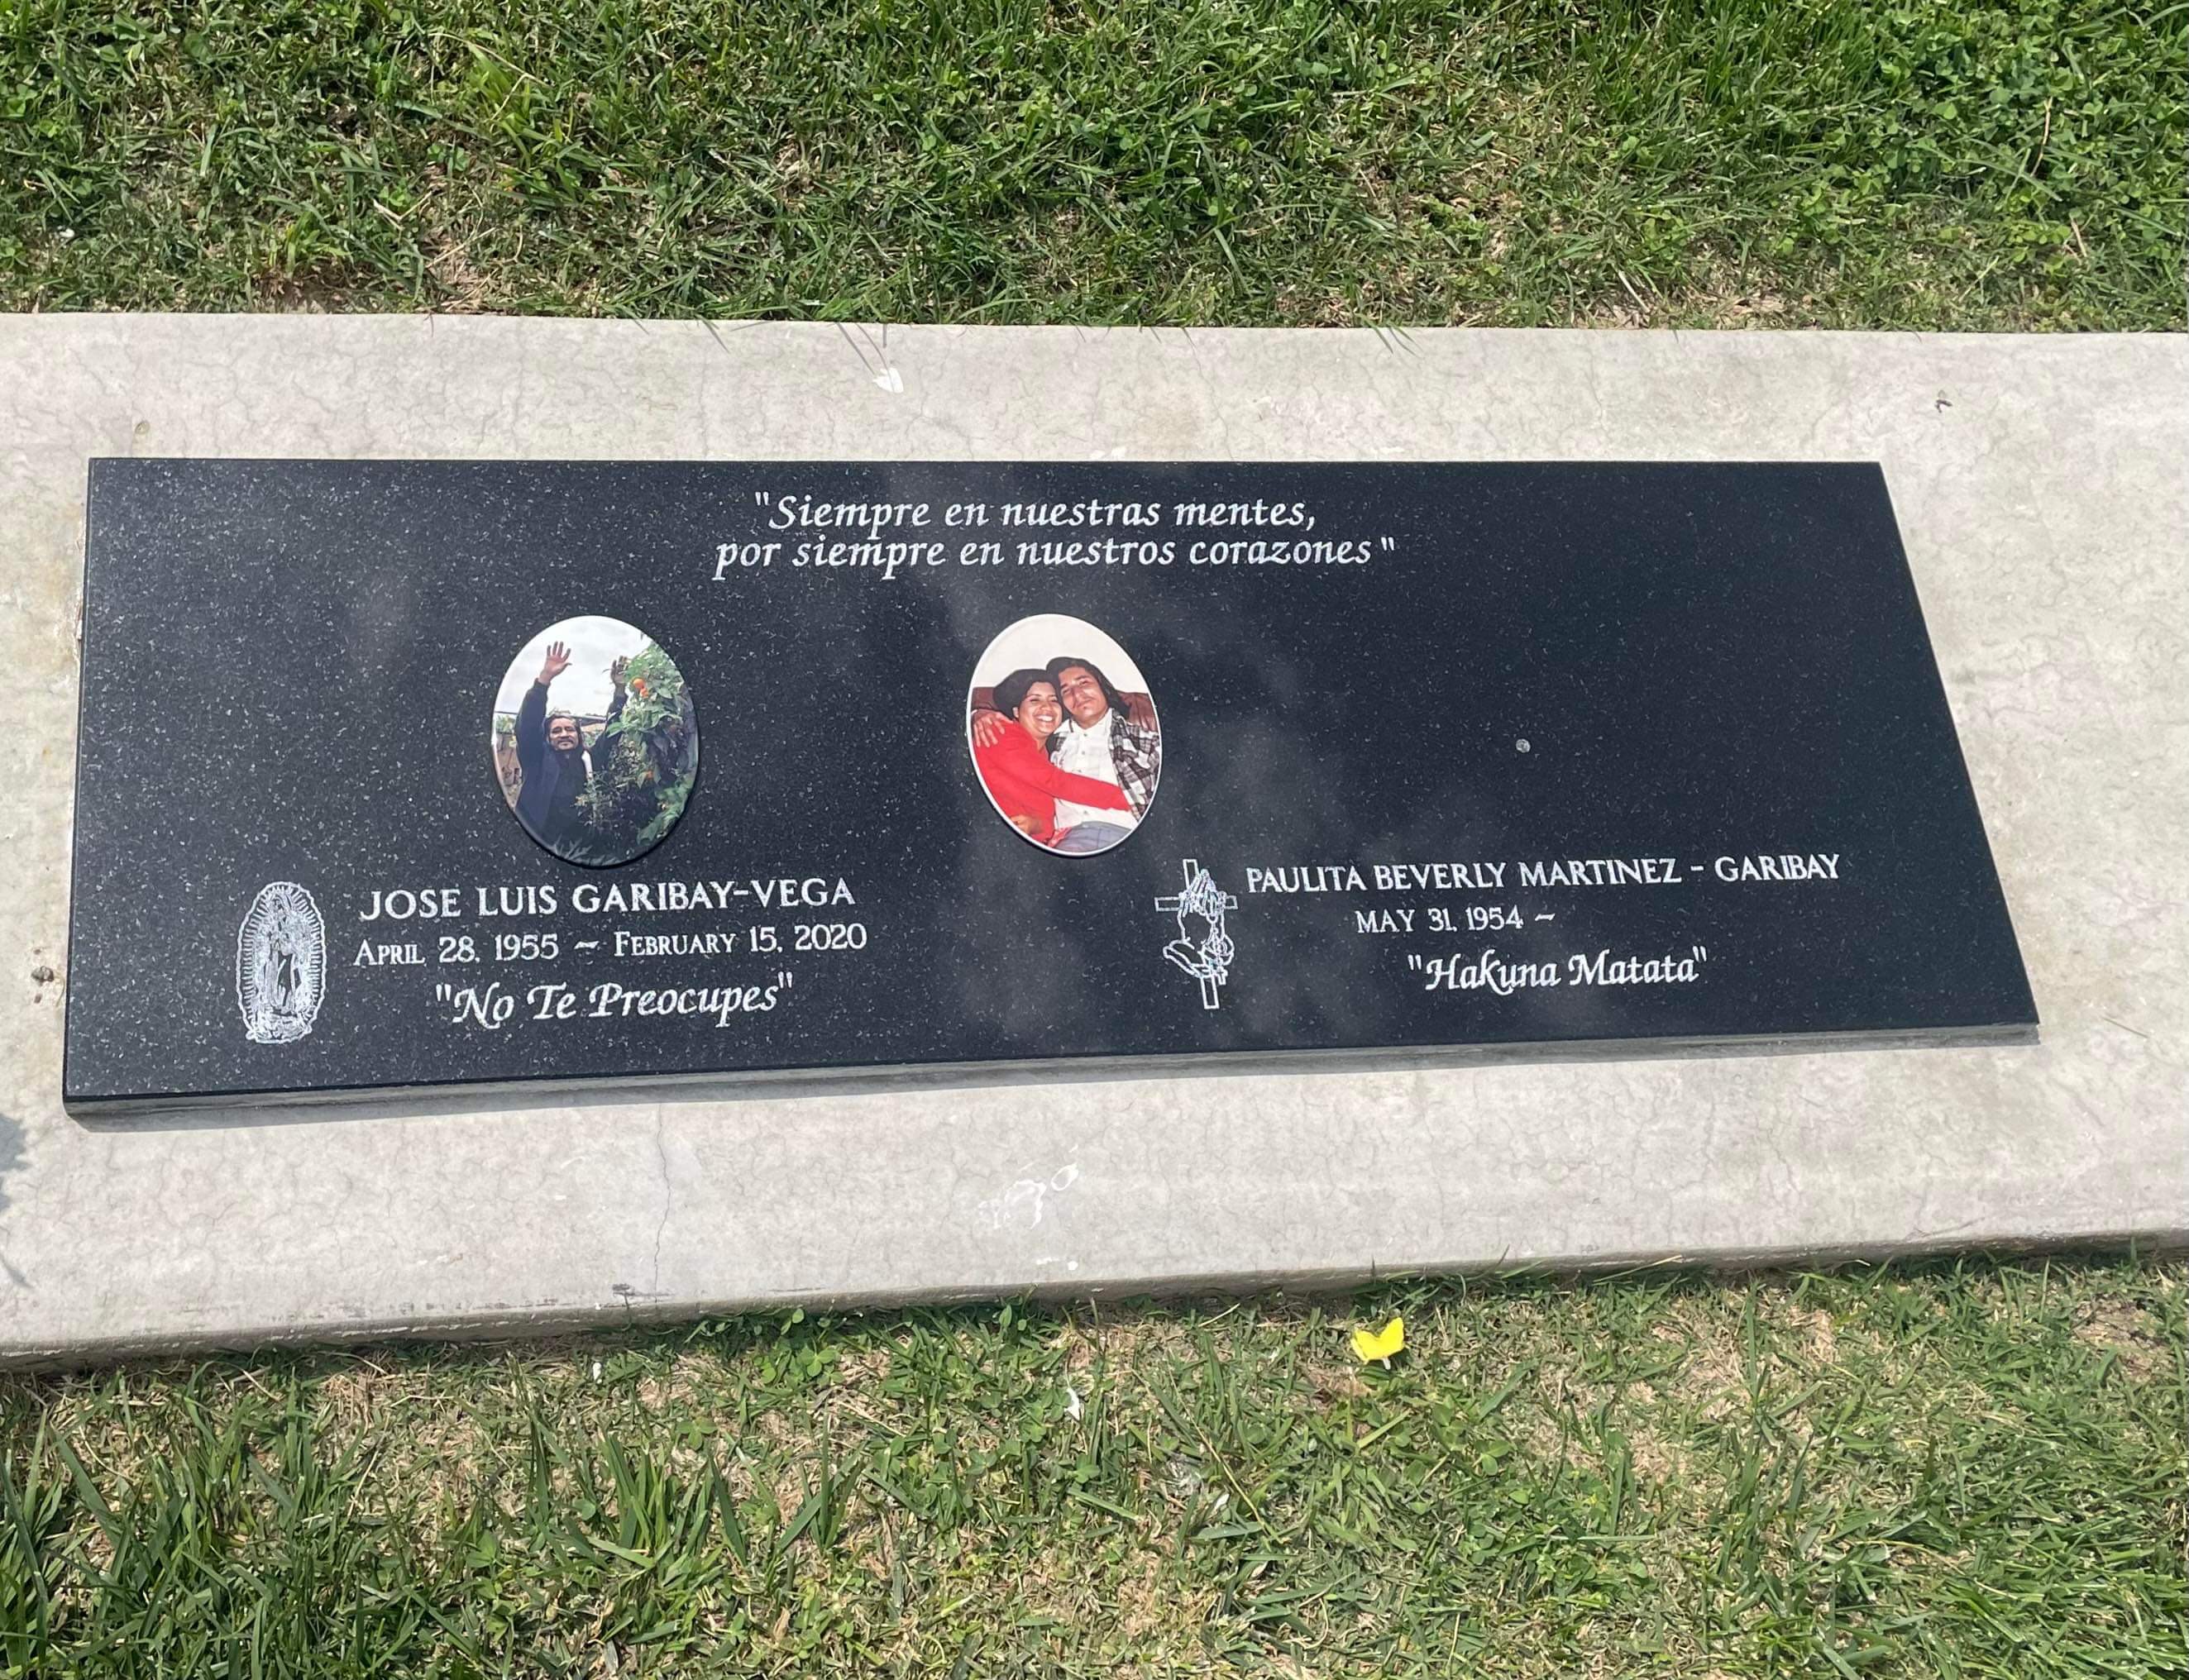 "Siempre en nuestras mentes,
por siempre en nuestros corazones"
JOSE LUIS GARIBAY-VEGA
APRIL 28, 1955 ~ FEBRUARY 15, 2020
"No Te Preocupes"
PAULITA BEVERLY MARTINEZ - GARIBAY
MAY 31, 1954 ~
"Hakuna Matata"